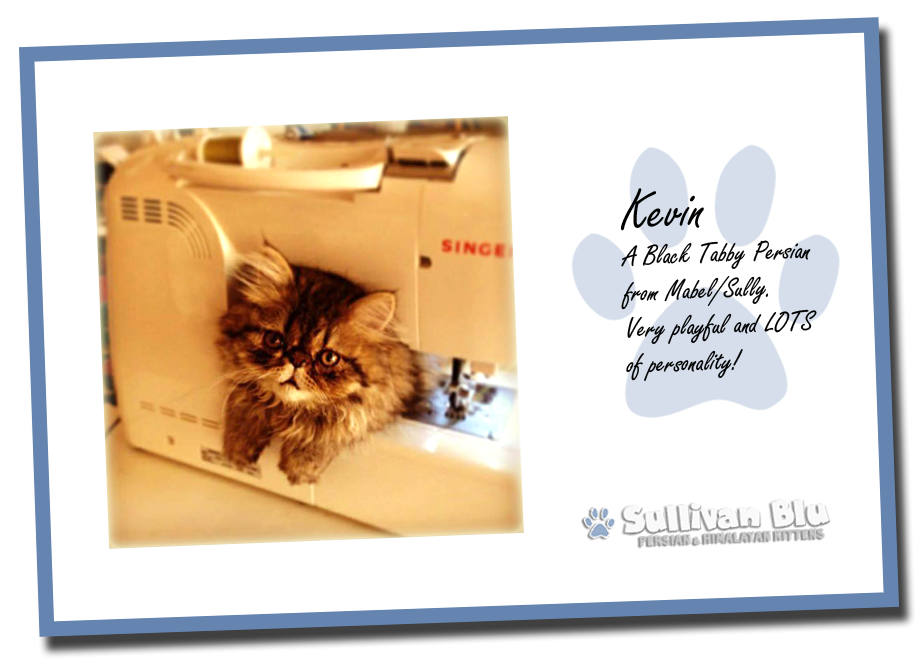 SINGE
Kevin
A Black Tabby Persian
from Mabel/Sully.
Very playful and LOTS
of personality!
Sullivan Blu
PERSIAN & HIMALAYAN KITTENS